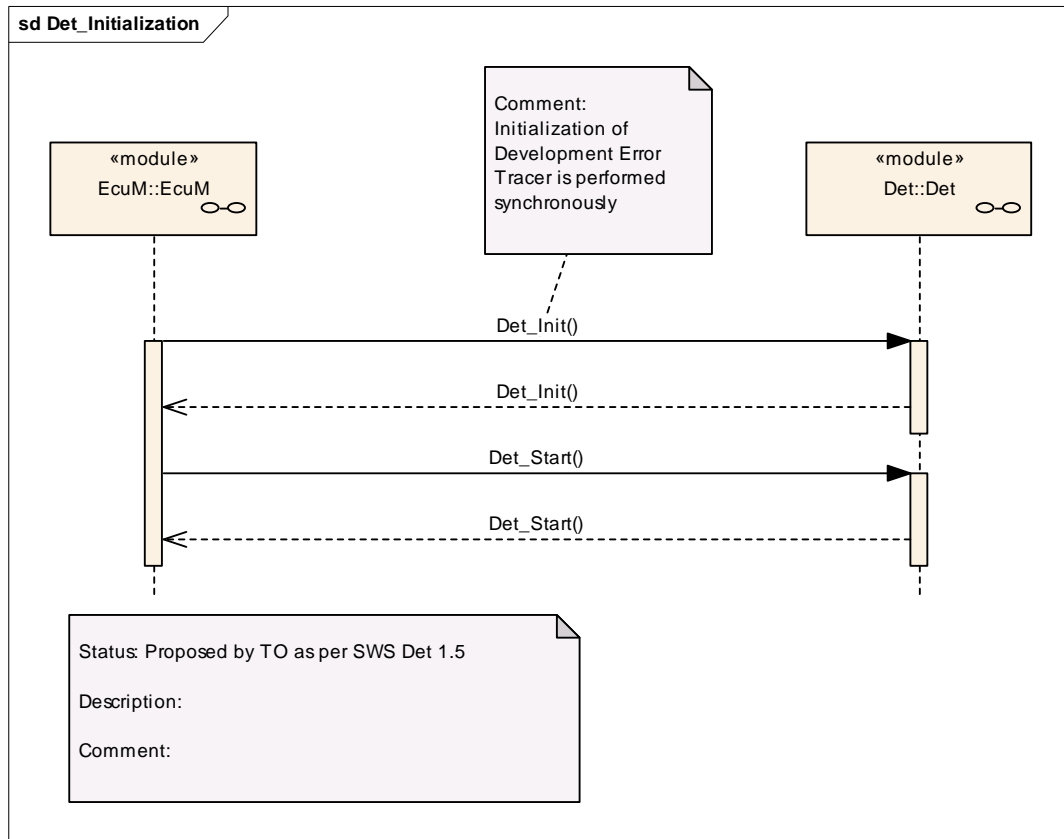 sd Det_Initialization
Comment:
Initialization of
Development Error
Tracer is performed
synchronously
«module»
EcuM::EcuM
«module»
Det::Det
Det_Init()
Det_Init()
Det_Start()
Det_Start()
Status: Proposed by TO as per SWS Det 1.5
Description:
Comment: